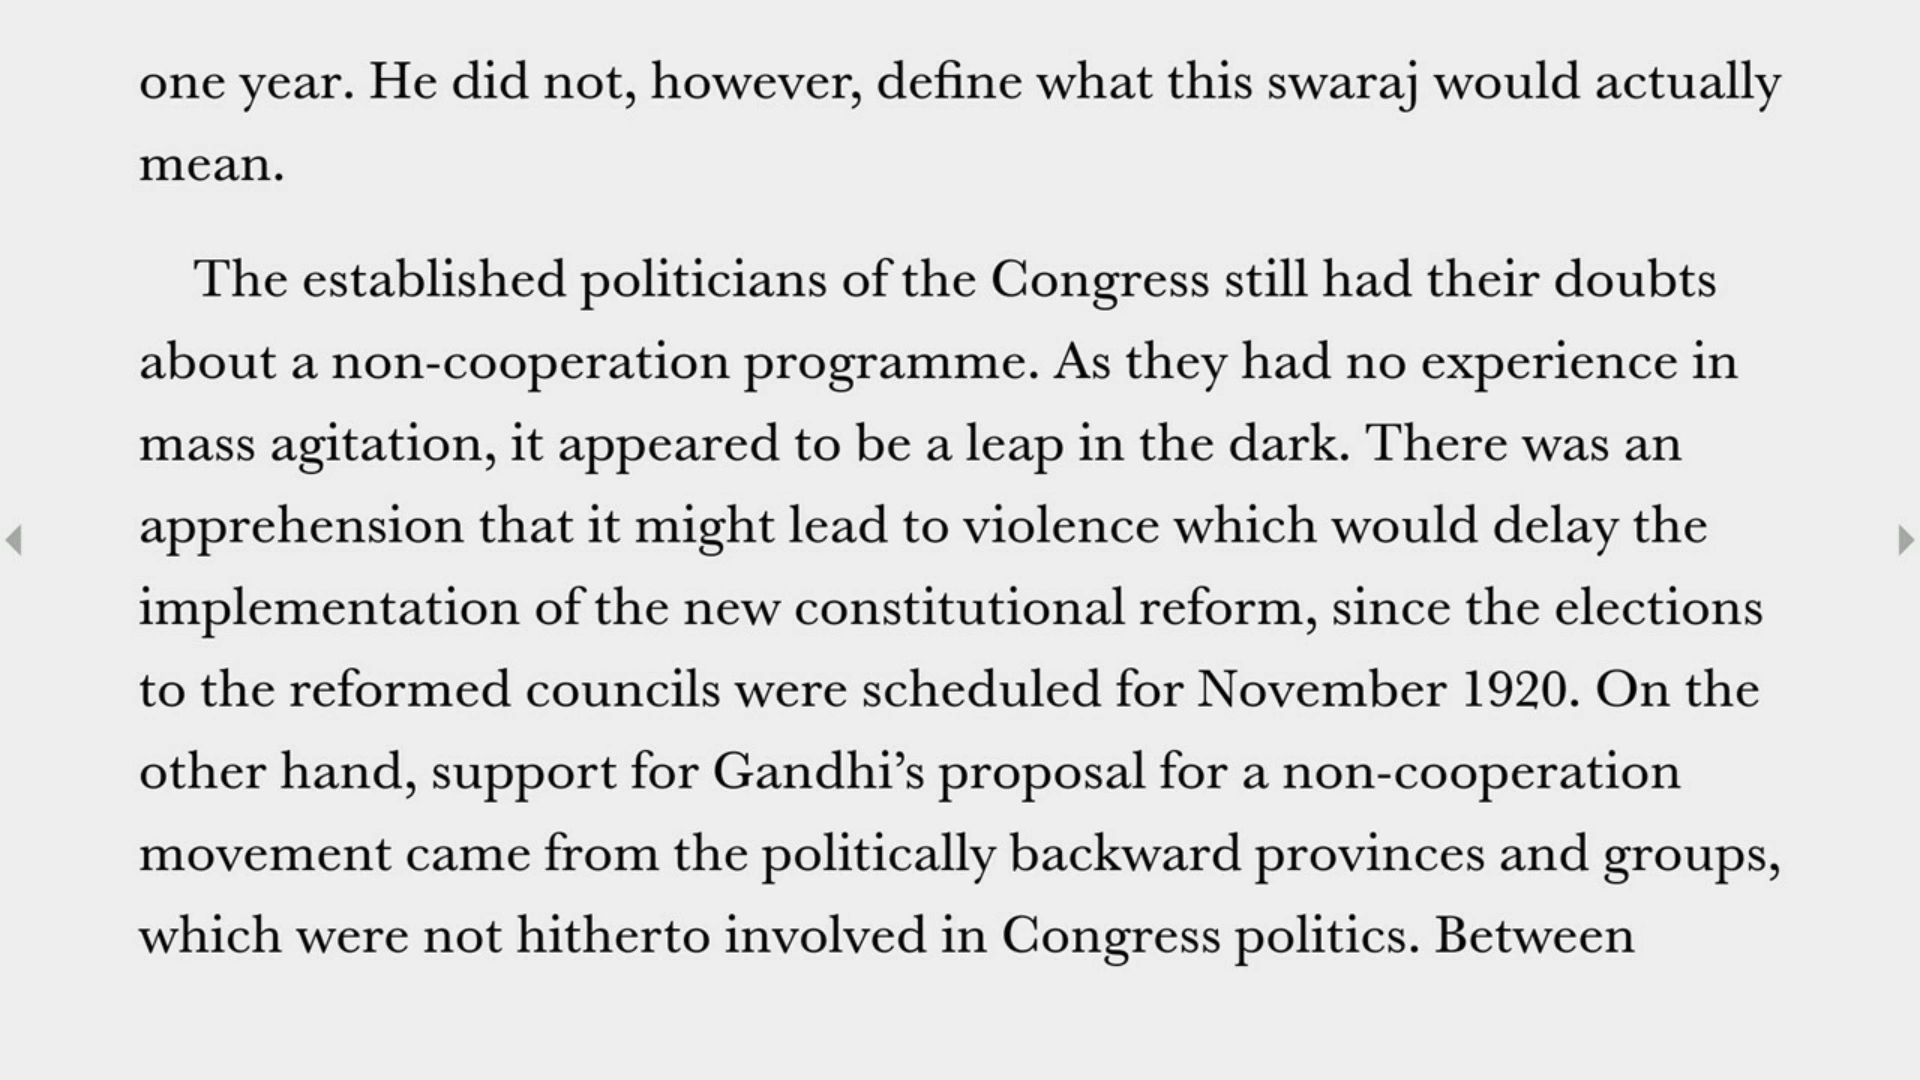 one year. He did not, however, define what this swaraj would actually
mean.
The established politicians of the Congress still had their doubts
about a non-cooperation programme. As they had no experience in
mass agitation, it appeared to be a leap in the dark. There was an
apprehension that it might lead to violence which would delay the
implementation of the new constitutional reform, since the elections
to the reformed councils were scheduled for November 1920. On the
other hand, support for Gandhi’s proposal for a non-cooperation
movement came from the politically backward provinces and groups,
which were not hitherto involved in Congress politics. Between